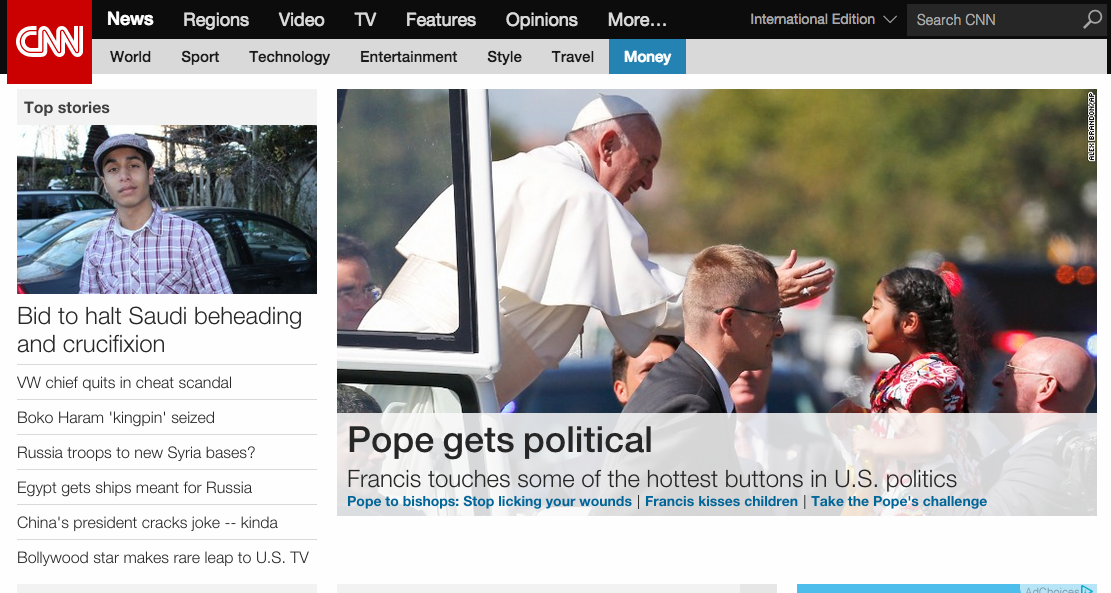 CNN
News Regions Video TV Features Opinions More... International Edition Search CNN
World Sport Technology Entertainment Style Travel Money
Top stories
ALEX BRANDON/AP
Bid to halt Saudi beheading
and crucifixion
VW chief quits in cheat scandal
Boko Haram 'kingpin' seized
Russia troops to new Syria bases?
Egypt gets ships meant for Russia
China's president cracks joke -- kinda
Bollywood star makes rare leap to U.S. TV
Pope gets political
Francis touches some of the hottest buttons in U.S. politics
Pope to bishops: Stop licking your wounds | Francis kisses children | Take the Pope's challenge
AdChoices